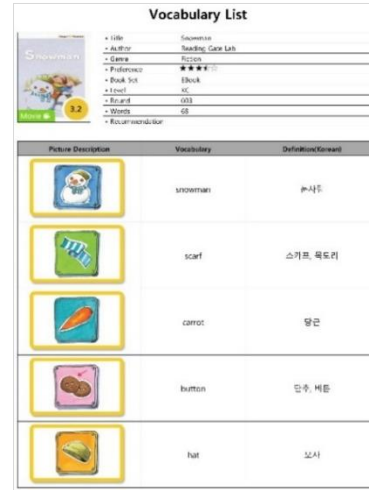 Vocabulary List
Snowman
3.2
Movie
• Title Snowman
• Author Reading Gate Lab
• Genre Fiction
• Preference ★★★
• Book Set EBook
• Level KC
• Round 003
• Words 68
• Recommendation
Picture Description Vocabulary Definition(Korean)
snowman 눈사람
scarf 스카프, 목도리
carrot 당근
button 단추, 버튼
hat 모자